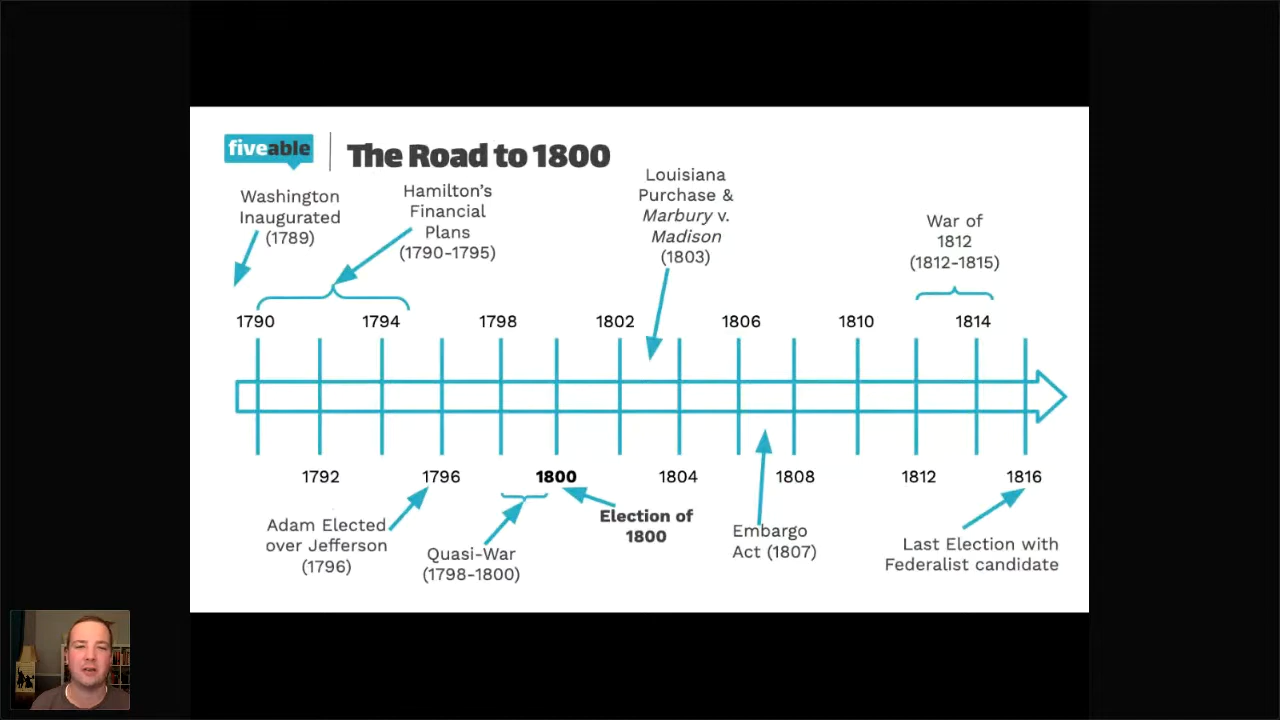 fiveable
The Road to 1800
Washington
Inaugurated
(1789)
Hamilton's
Financial
Plans
(1790-1795)
Louisiana
Purchase &
Marbury v.
Madison
(1803)
War of
1812
(1812-1815)
1790
1794
1798
1802
1806
1810
1814
1792
1796
1800
1804
1808
1812
1816
Adam Elected
over Jefferson
(1796)
Quasi-War
(1798-1800)
Election of
1800
Embargo
Act (1807)
Last Election with
Federalist candidate